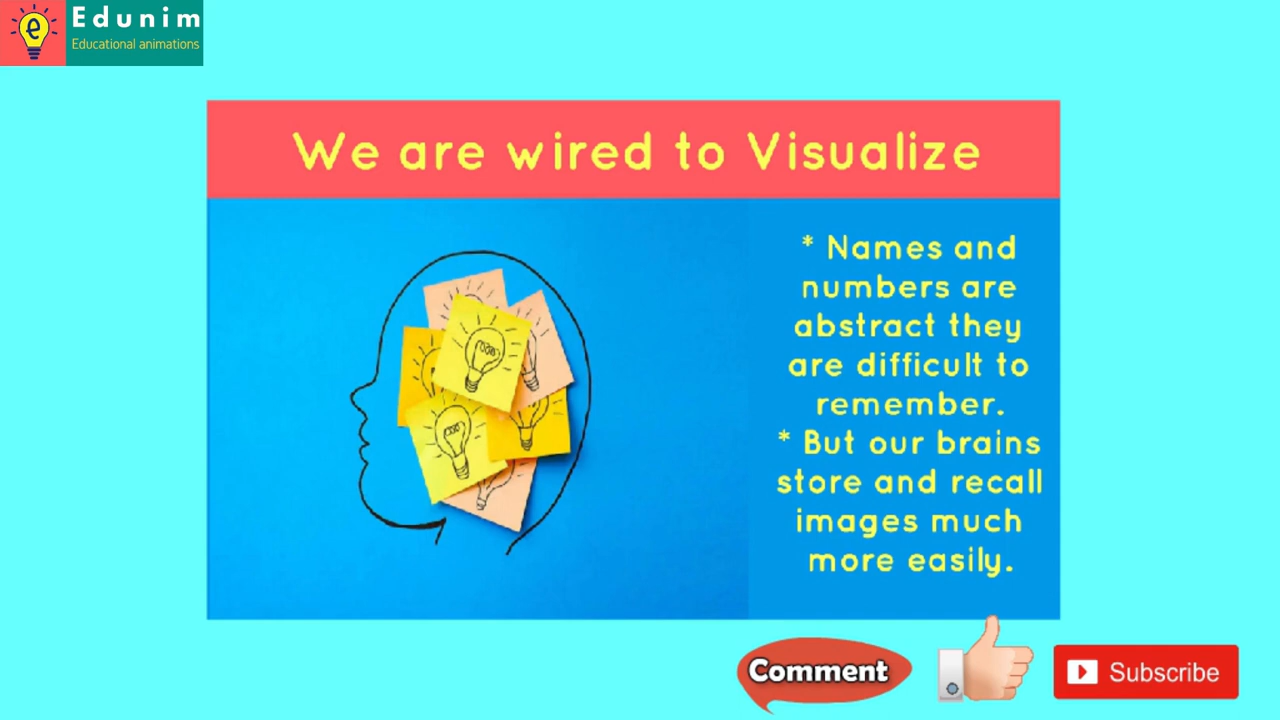 Edunim
Educational animations
We are wired to Visualize
* Names and
numbers are
abstract they
are difficult to
remember.
* But our brains
store and recall
images much
more easily.
Comment
Subscribe